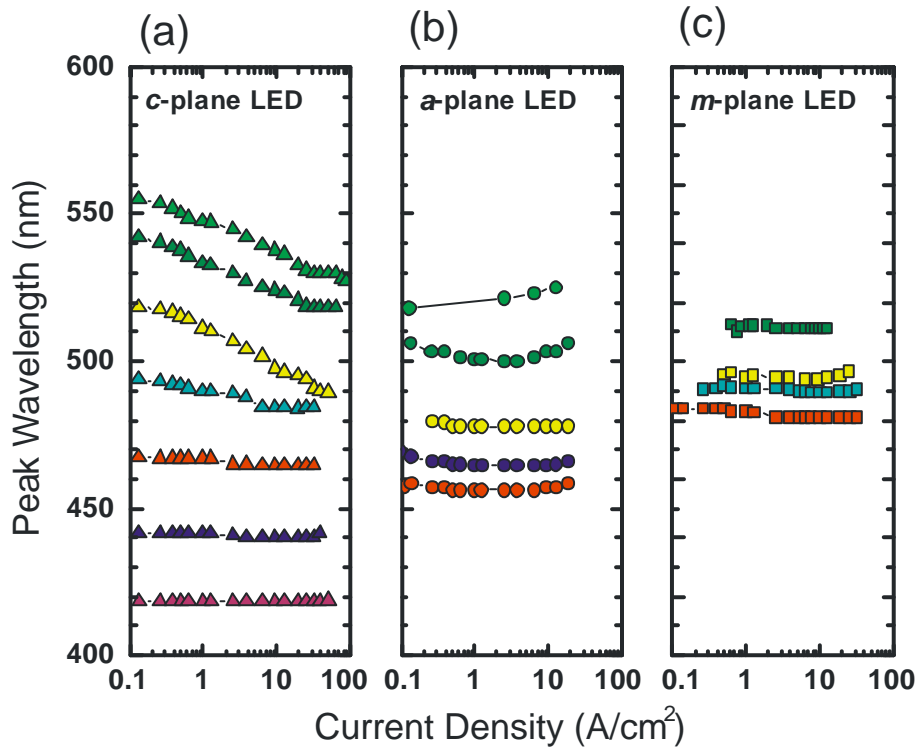 (a) (b) (c)
c-plane LED a-plane LED m-plane LED
600
550
500
450
400
Peak Wavelength (nm)
0.1 1 10 100 0.1 1 10 100 0.1 1 10 100
Current Density (A/cm²)